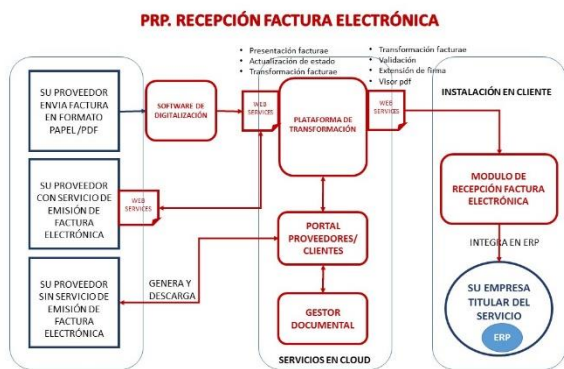 PRP. RECEPCIÓN FACTURA ELECTRÓNICA
• Presentación facturae
• Actualización de estado
• Transformación facturae
• Transformación facturae
• Validación
• Extensión de firma
• Visor pdf
SU PROVEEDOR
ENVIA FACTURA
EN FORMATO
PAPEL/PDF
SOFTWARE DE
DIGITALIZACIÓN
WEB
SERVICES
PLATAFORMA DE
TRANSFORMACIÓN
WEB
SERVICES
INSTALACIÓN EN CLIENTE
SU PROVEEDOR
CON SERVICIO DE
EMISIÓN DE
FACTURA
ELECTRÓNICA
WEB
SERVICES
MODULO DE
RECEPCIÓN FACTURA
ELECTRÓNICA
PORTAL
PROVEEDORES/
CLIENTES
INTEGRA EN ERP
SU PROVEEDOR
SIN SERVICIO DE
EMISIÓN DE
FACTURA
ELECTRÓNICA
GENERA Y
DESCARGA
GESTOR
DOCUMENTAL
SU EMPRESA
TITULAR DEL
SERVICIO
ERP
SERVICIOS EN CLOUD